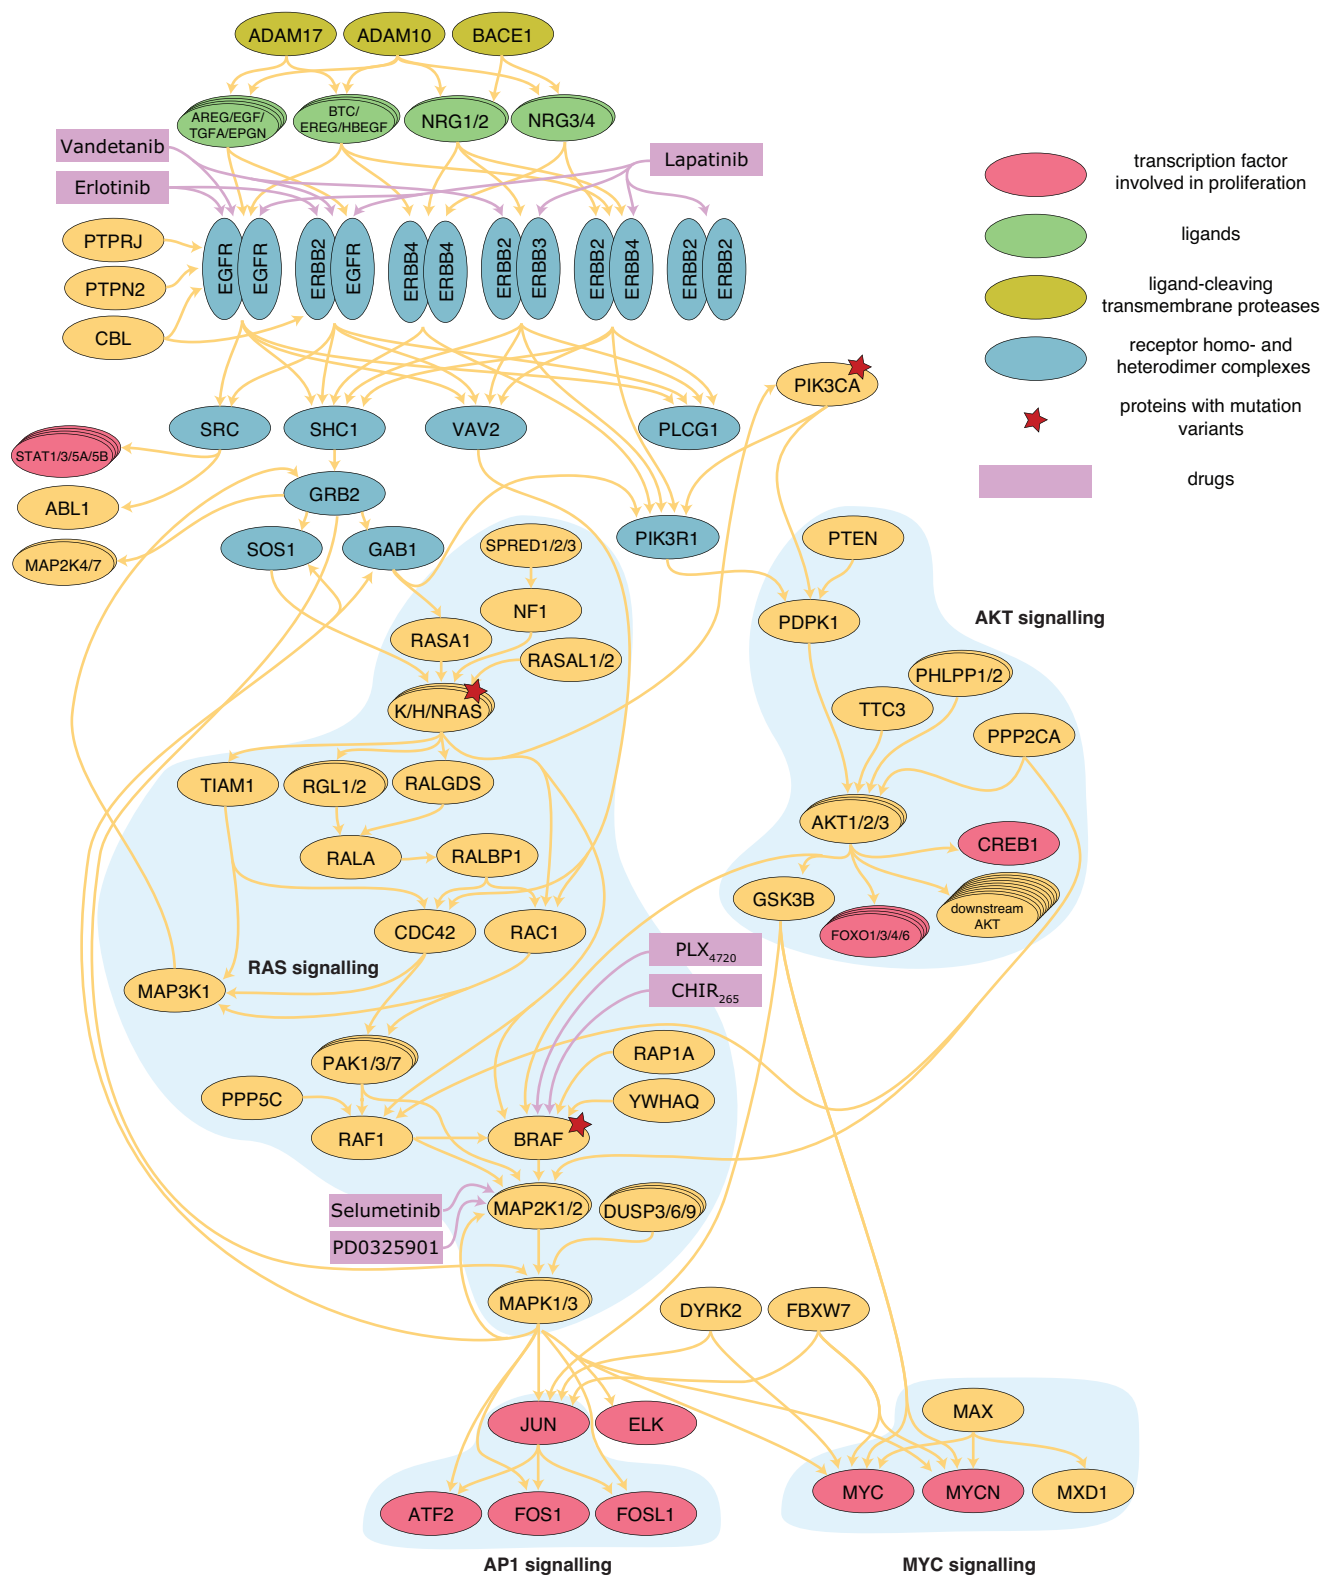 ADAM17
ADAM10
BACE1
AREG/EGF/
TGFA/EPGN
BTC/
EREG/HBEGF
NRG1/2
NRG3/4
Vandetanib
Erlotinib
Lapatinib
transcription factor
involved in proliferation
ligands
ligand-cleaving
transmembrane proteases
receptor homo- and
heterodimer complexes
proteins with mutation
variants
drugs
PTPRJ
PTPN2
CBL
EGFR
EGFR
ERBB2
EGFR
ERBB4
ERBB4
ERBB2
ERBB3
ERBB2
ERBB4
ERBB2
ERBB2
PIK3CA
SRC
SHC1
VAV2
PLCG1
STAT1/3/5A/5B
ABL1
MAP2K4/7
GRB2
SOS1
GAB1
PIK3R1
SPRED1/2/3
NF1
RASA1
RASAL1/2
K/H/NRAS
PTEN
PDPK1
AKT signalling
PHLPP1/2
TTC3
PPP2CA
AKT1/2/3
CREB1
GSK3B
FOXO1/3/4/6
downstream
AKT
TIAM1
RGL1/2
RALGDS
RALA
RALBP1
CDC42
RAC1
RAS signalling
MAP3K1
PLX4720
CHIR265
PAK1/3/7
RAP1A
PPP5C
YWHAQ
RAF1
BRAF
Selumetinib
PD0325901
MAP2K1/2
DUSP3/6/9
MAPK1/3
DYRK2
FBXW7
JUN
ELK
MAX
ATF2
FOS1
FOSL1
MYC
MYCN
MXD1
AP1 signalling
MYC signalling